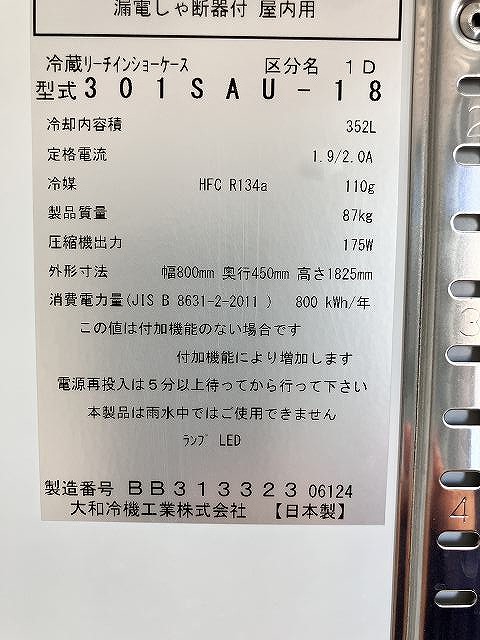 漏電しゃ断器付 屋内用
冷蔵リーチインショーケース 区分名 1D
型式301SAU-18
冷却内容積 352L
定格電流 1.9/2.0A
冷媒 HFC R134a 110g
製品質量 87kg
圧縮機出力 175W
外形寸法 幅800mm 奥行450mm 高さ1825mm
消費電力量(JIS B 8631-2-2011 ) 800 kWh/年
この値は付加機能のない場合です
付加機能により増加します
電源再投入は5分以上待ってから行って下さい
本製品は雨水中ではご使用できません
ﾗﾝﾌﾟ LED
製造番号 BB313323 06124
大和冷機工業株式会社 【日本製】
2
3
4